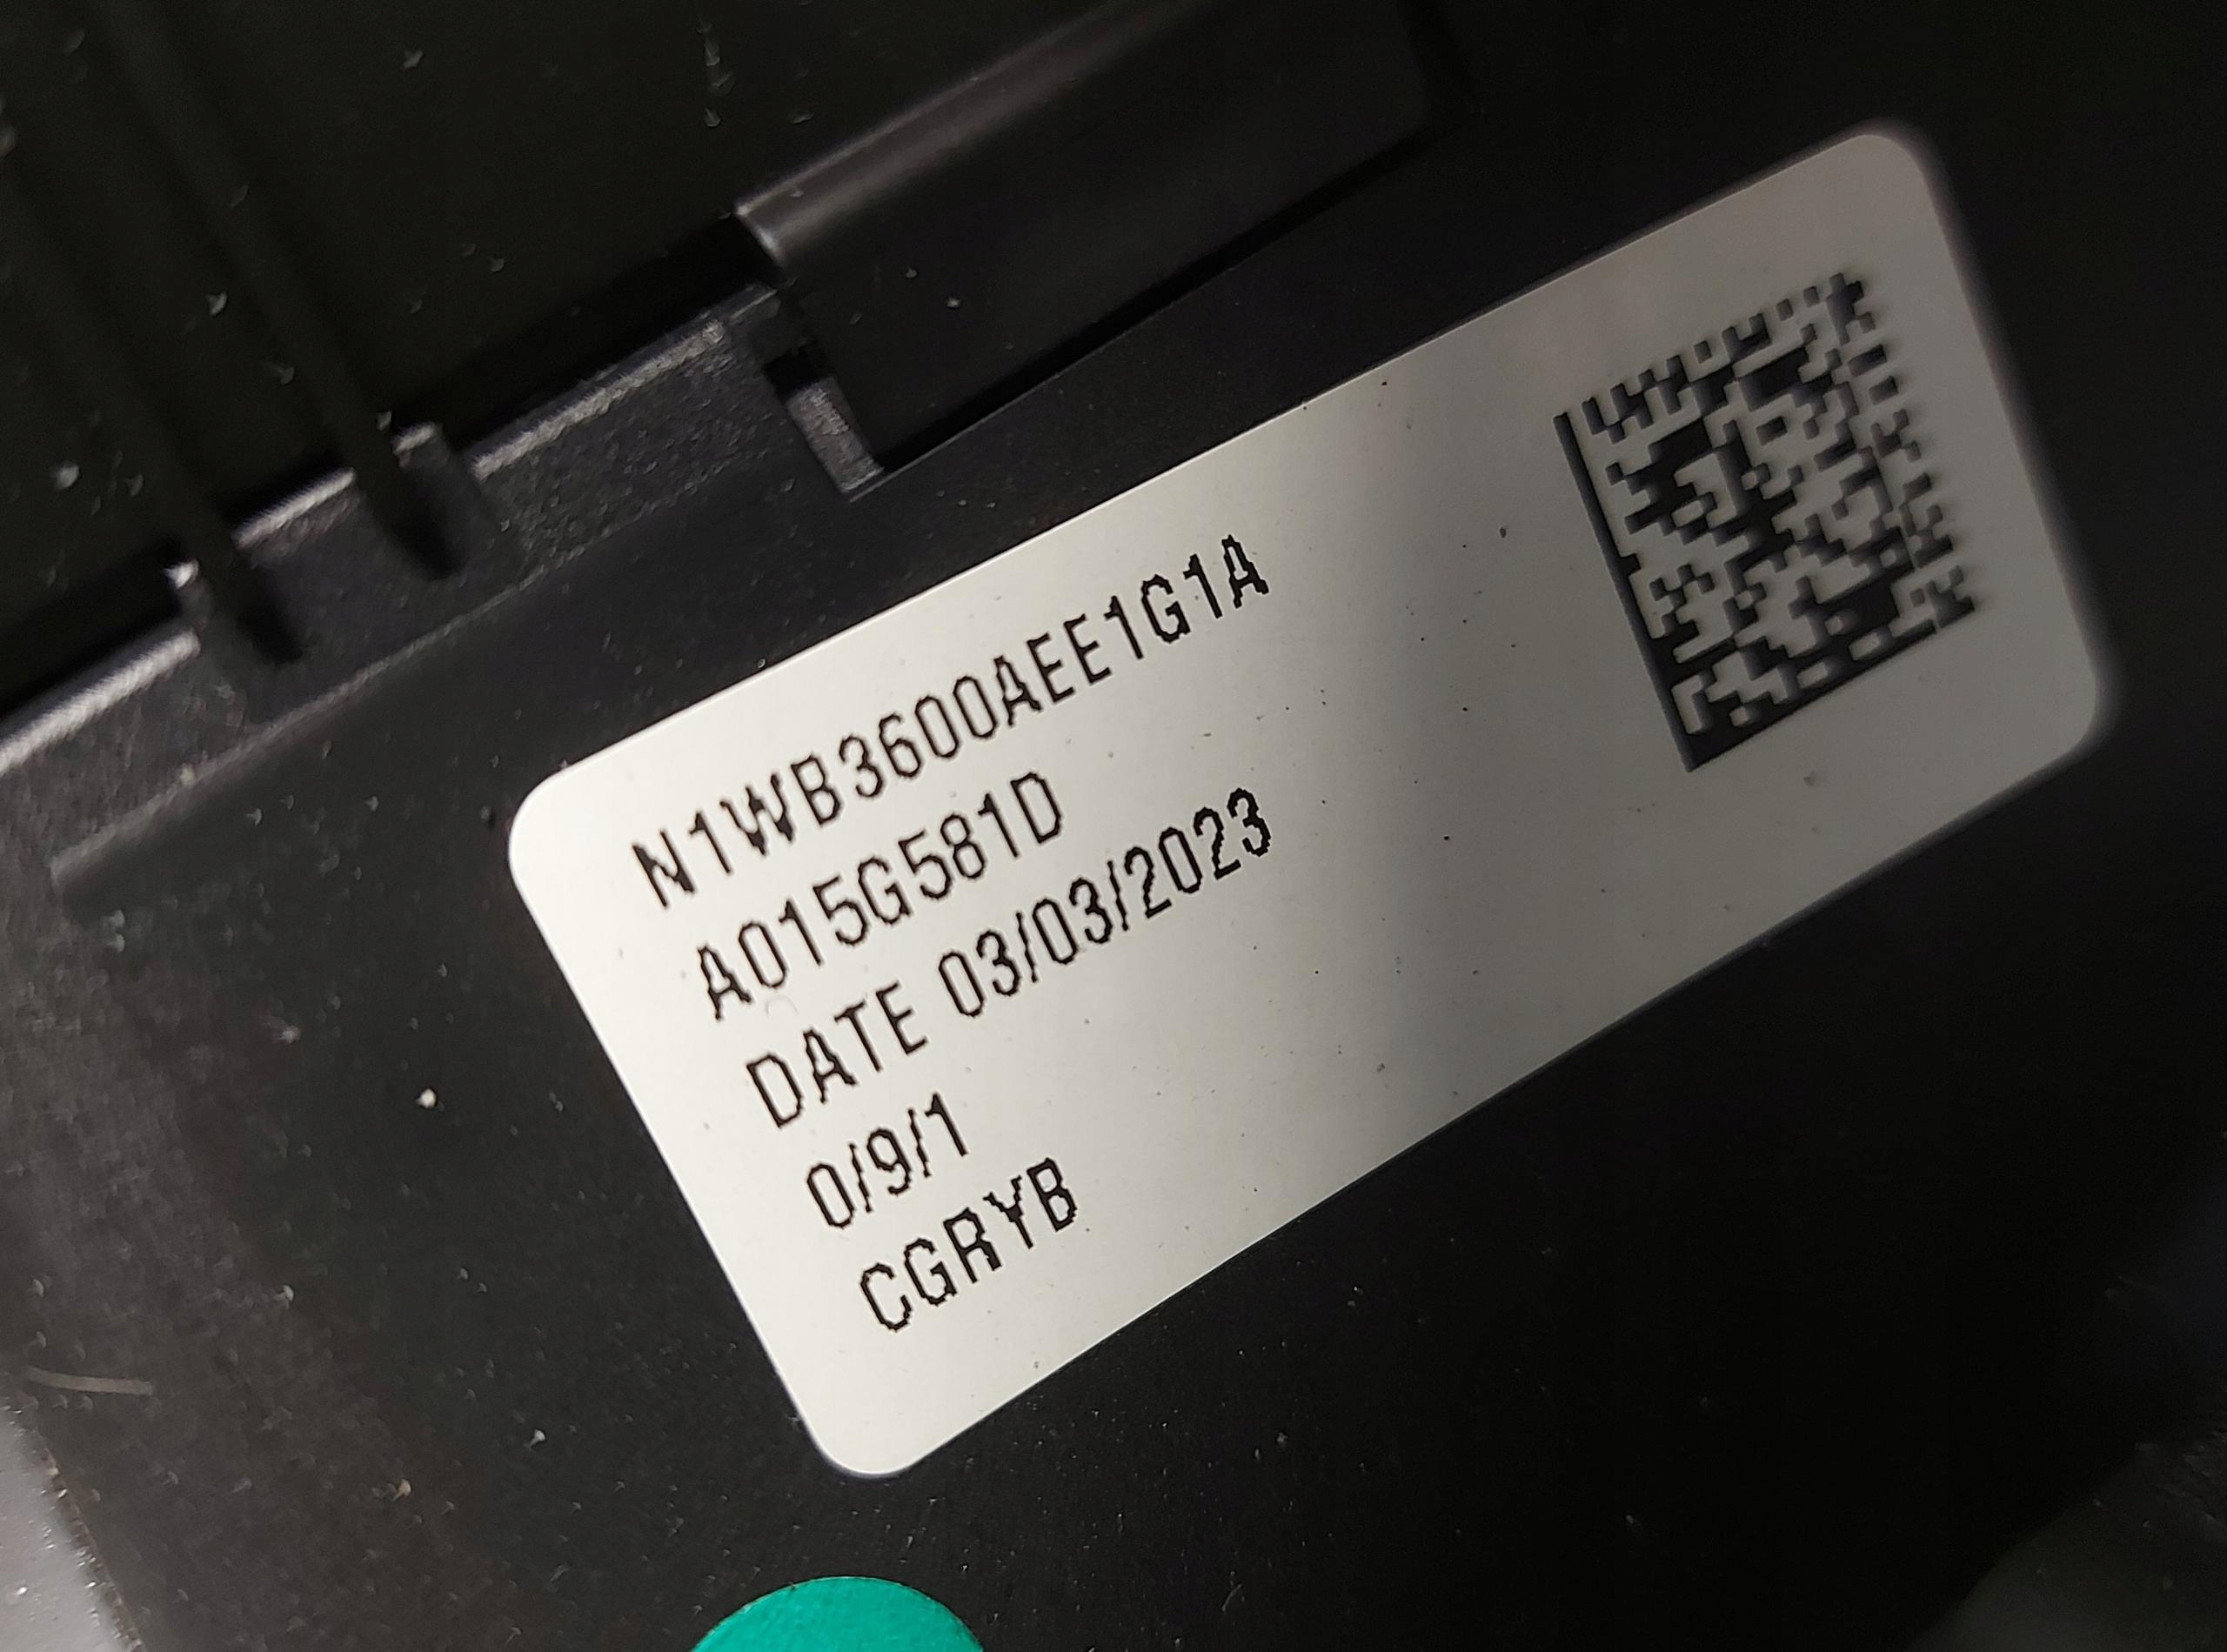 N1WB3600AEE1G1A
A015G581D
DATE 03/03/2023
0/9/1
CGRYB